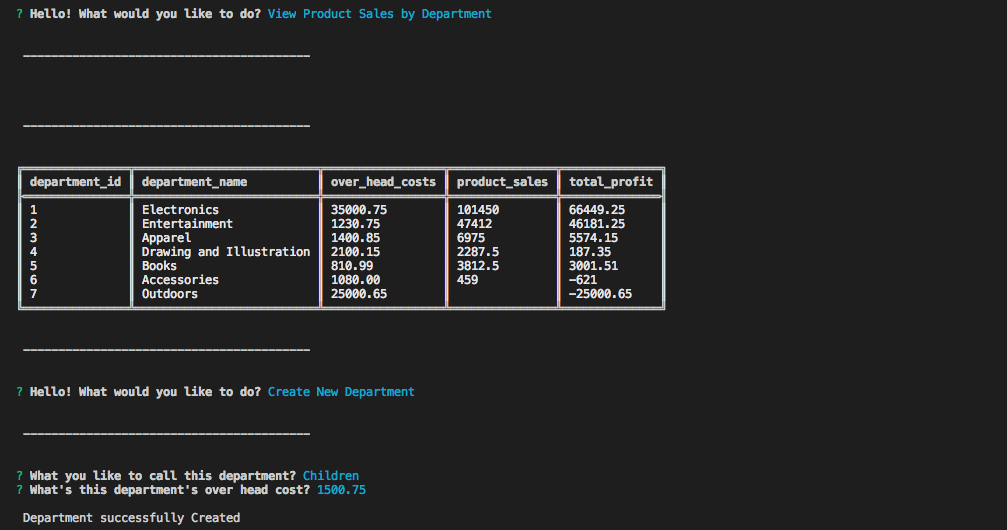 ? Hello! What would you like to do? View Product Sales by Department
department_id department_name over_head_costs product_sales total_profit
1 Electronics 35000.75 101450 66449.25
2 Entertainment 1230.75 47412 46181.25
3 Apparel 1400.85 6975 5574.15
4 Drawing and Illustration 2100.15 2287.5 187.35
5 Books 810.99 3812.5 3001.51
6 Accessories 1080.00 459 -621
7 Outdoors 25000.65 -25000.65
? Hello! What would you like to do? Create New Department
? What you like to call this department? Children
? What's this department's over head cost? 1500.75
Department successfully Created